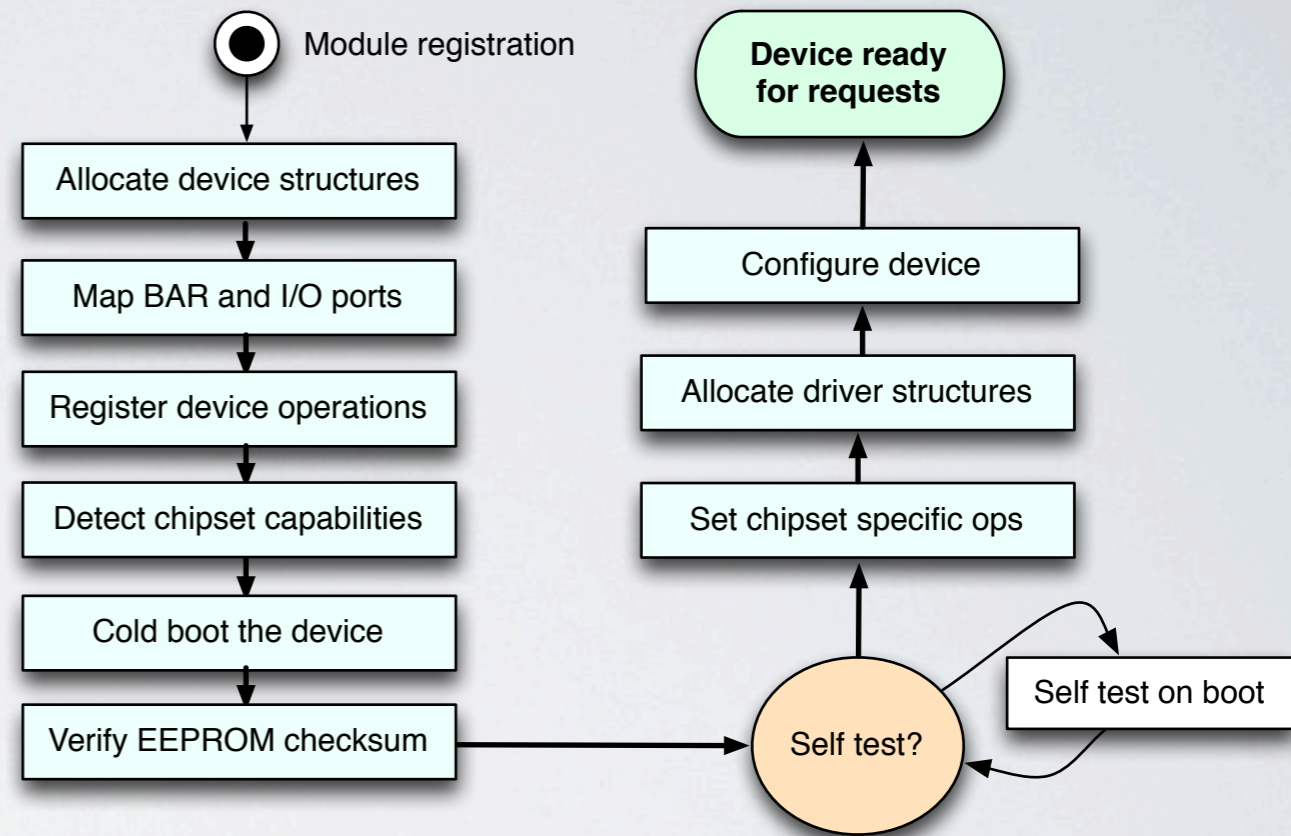 Module registration
Allocate device structures
Map BAR and I/O ports
Register device operations
Detect chipset capabilities
Cold boot the device
Verify EEPROM checksum
Self test?
Self test on boot
Set chipset specific ops
Allocate driver structures
Configure device
Device ready
for requests